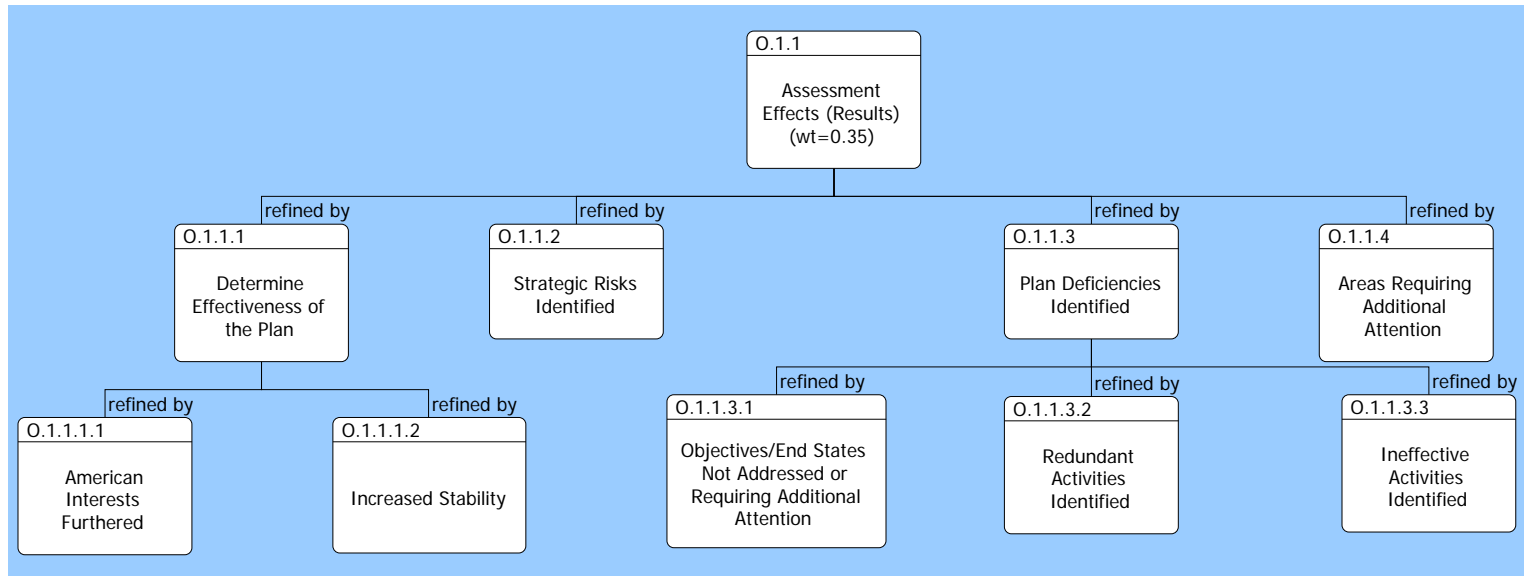 O.1.1
Assessment
Effects (Results)
(wt=0.35)
refined by
refined by
refined by
refined by
O.1.1.1
Determine
Effectiveness of
the Plan
O.1.1.2
Strategic Risks
Identified
O.1.1.3
Plan Deficiencies
Identified
O.1.1.4
Areas Requiring
Additional
Attention
refined by
refined by
refined by
refined by
refined by
O.1.1.1.1
American
Interests
Furthered
O.1.1.1.2
Increased Stability
O.1.1.3.1
Objectives/End States
Not Addressed or
Requiring Additional
Attention
O.1.1.3.2
Redundant
Activities
Identified
O.1.1.3.3
Ineffective
Activities
Identified